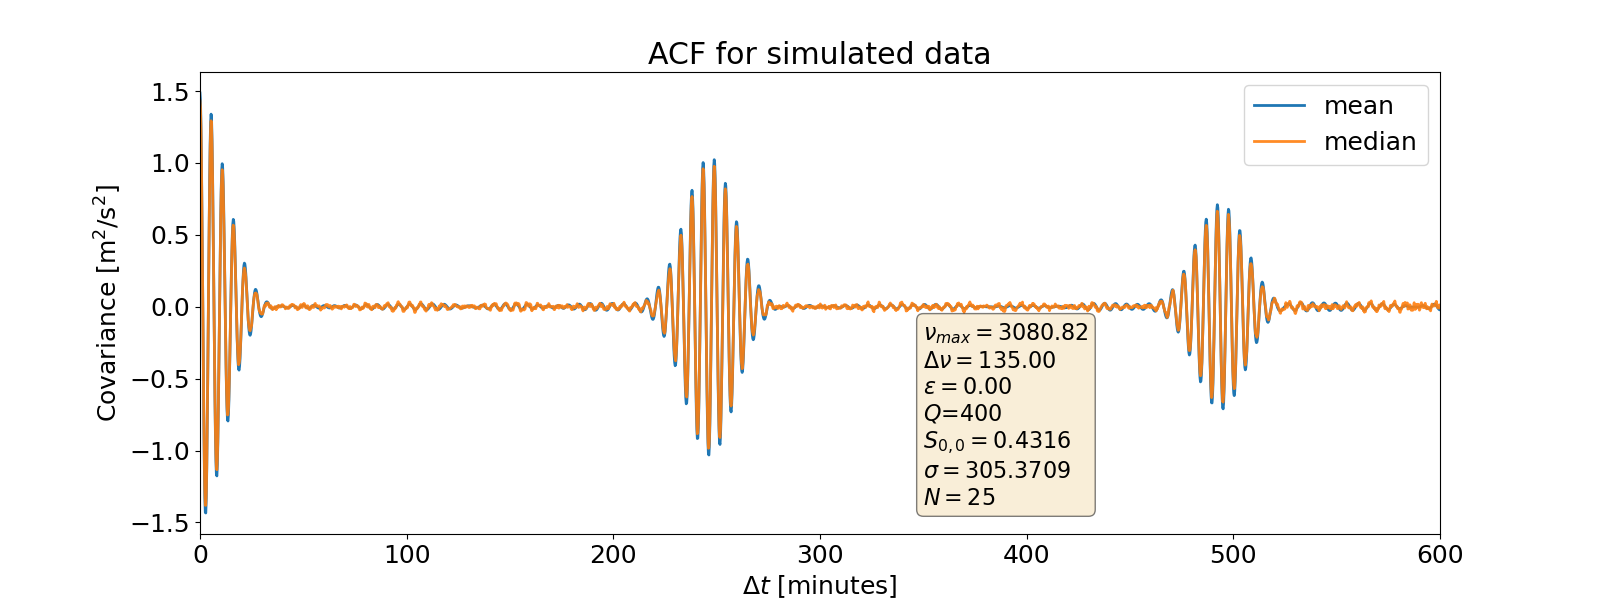 ACF for simulated data
Covariance [m²/s²]
1.5
1.0
0.5
0.0
−0.5
−1.0
−1.5
mean
median
ν_max = 3080.82
Δν = 135.00
ε = 0.00
Q=400
S_0,0 = 0.4316
σ = 305.3709
N = 25
0 100 200 300 400 500 600
Δt [minutes]